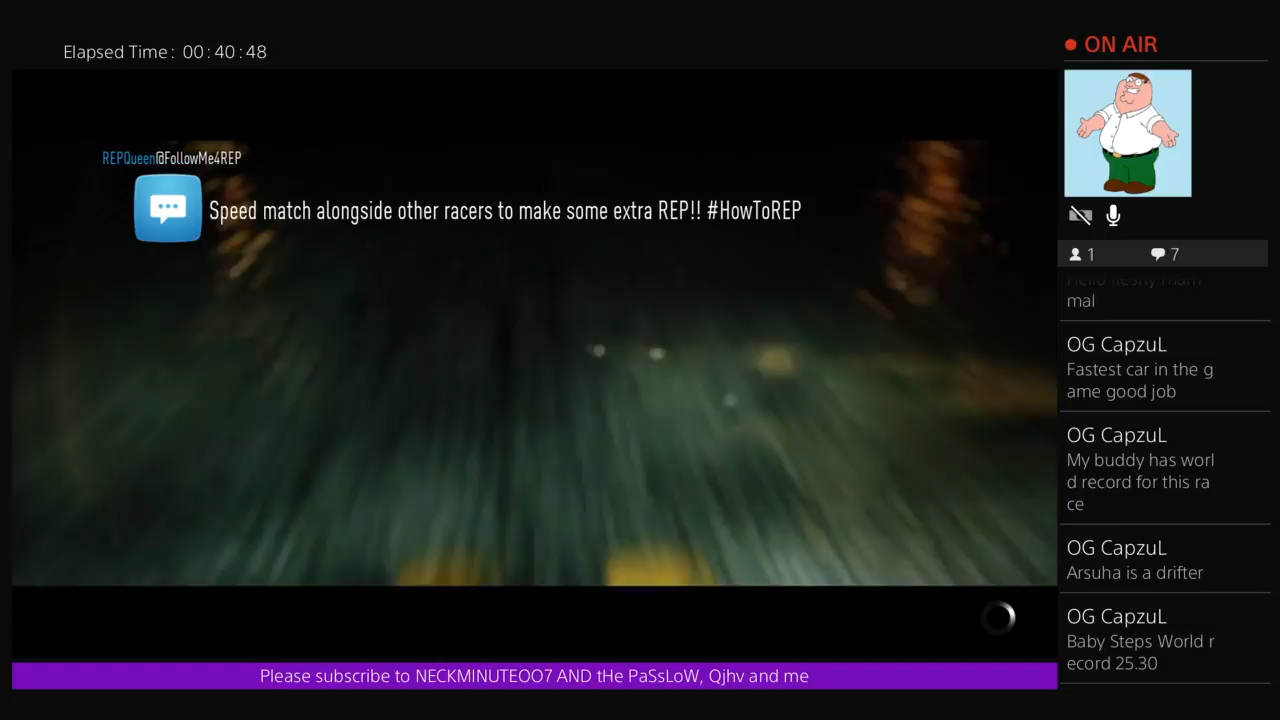 Elapsed Time: 00:40:48
ON AIR
REPQueen@FollowMe4REP
Speed match alongside other racers to make some extra REP!! #HowToREP
1
7
mal
OG CapzuL
Fastest car in the g
ame good job
OG CapzuL
My buddy has worl
d record for this ra
ce
OG CapzuL
Arsuha is a drifter
OG CapzuL
Baby Steps World r
ecord 25.30
Please subscribe to NECKMINUTEOO7 AND tHe PaSsLoW, Qjhv and me